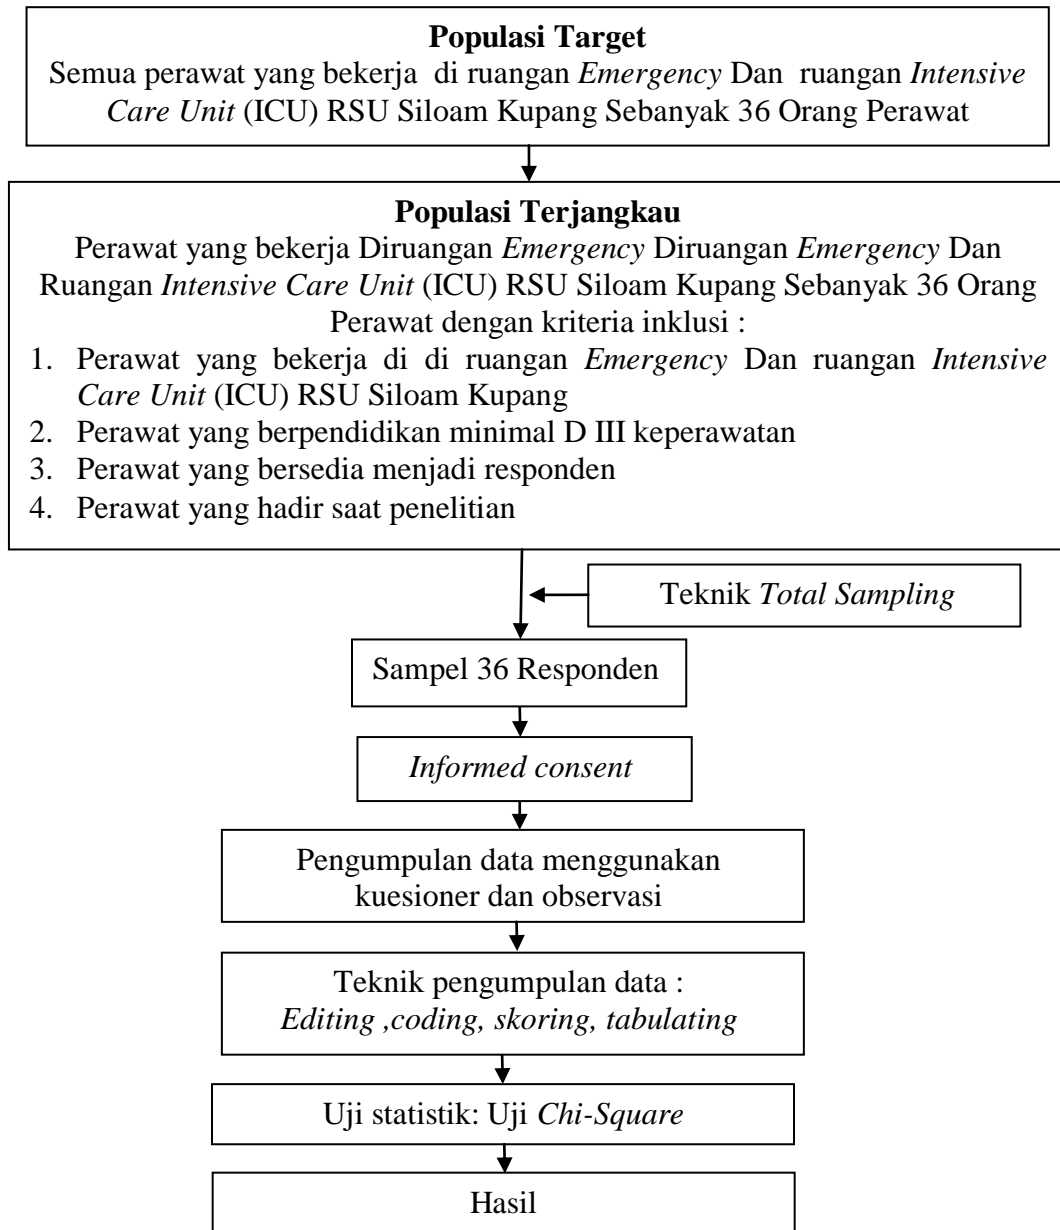 Populasi Target
Semua perawat yang bekerja di ruangan Emergency Dan ruangan Intensive
Care Unit (ICU) RSU Siloam Kupang Sebanyak 36 Orang Perawat
Populasi Terjangkau
Perawat yang bekerja Diruangan Emergency Diruangan Emergency Dan
Ruangan Intensive Care Unit (ICU) RSU Siloam Kupang Sebanyak 36 Orang
Perawat dengan kriteria inklusi :
1. Perawat yang bekerja di di ruangan Emergency Dan ruangan Intensive
Care Unit (ICU) RSU Siloam Kupang
2. Perawat yang berpendidikan minimal D III keperawatan
3. Perawat yang bersedia menjadi responden
4. Perawat yang hadir saat penelitian
Teknik Total Sampling
Sampel 36 Responden
Informed consent
Pengumpulan data menggunakan
kuesioner dan observasi
Teknik pengumpulan data :
Editing ,coding, skoring, tabulating
Uji statistik: Uji Chi-Square
Hasil